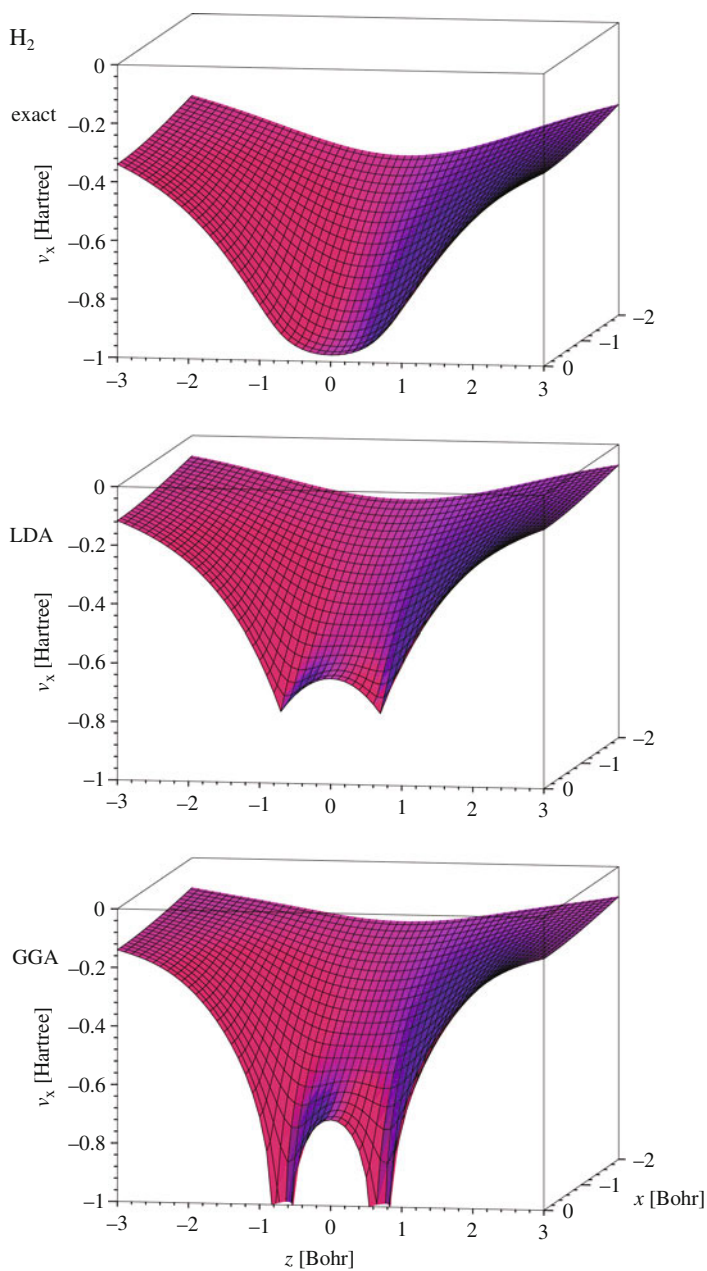 H₂
exact
0
–0.2
–0.4
–0.6
–0.8
–1
vₓ [Hartree]
–3 –2 –1 0 1 2 3
0 –1 –2
LDA
0
–0.2
–0.4
–0.6
–0.8
–1
vₓ [Hartree]
–3 –2 –1 0 1 2 3
0 –1 –2
GGA
0
–0.2
–0.4
–0.6
–0.8
–1
vₓ [Hartree]
–3 –2 –1 0 1 2 3
0 –1 –2
x [Bohr]
z [Bohr]